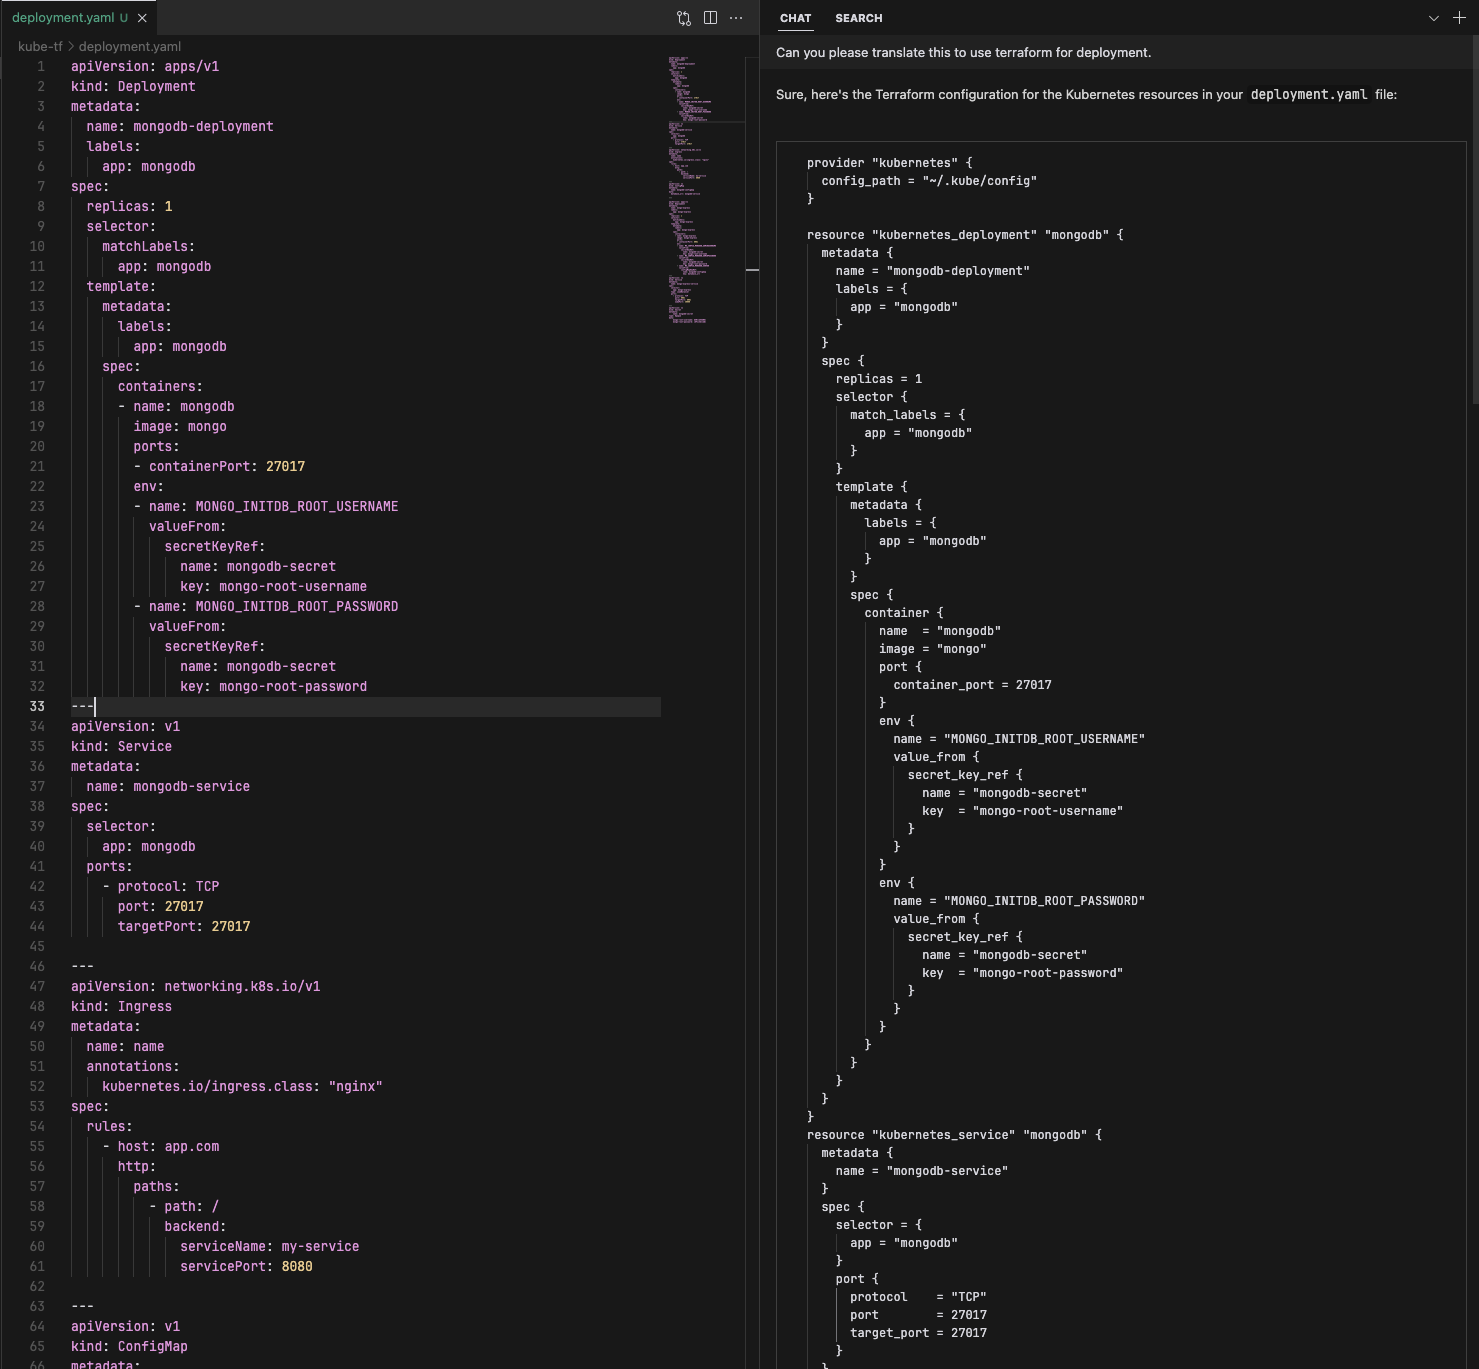 deployment.yaml U
kube-tf > deployment.yaml
1 apiVersion: apps/v1
2 kind: Deployment
3 metadata:
4 name: mongodb-deployment
5 labels:
6 app: mongodb
7 spec:
8 replicas: 1
9 selector:
10 matchLabels:
11 app: mongodb
12 template:
13 metadata:
14 labels:
15 app: mongodb
16 spec:
17 containers:
18 - name: mongodb
19 image: mongo
20 ports:
21 - containerPort: 27017
22 env:
23 - name: MONGO_INITDB_ROOT_USERNAME
24 valueFrom:
25 secretKeyRef:
26 name: mongodb-secret
27 key: mongo-root-username
28 - name: MONGO_INITDB_ROOT_PASSWORD
29 valueFrom:
30 secretKeyRef:
31 name: mongodb-secret
32 key: mongo-root-password
33 ---
34 apiVersion: v1
35 kind: Service
36 metadata:
37 name: mongodb-service
38 spec:
39 selector:
40 app: mongodb
41 ports:
42 - protocol: TCP
43 port: 27017
44 targetPort: 27017
45
46 ---
47 apiVersion: networking.k8s.io/v1
48 kind: Ingress
49 metadata:
50 name: name
51 annotations:
52 kubernetes.io/ingress.class: "nginx"
53 spec:
54 rules:
55 - host: app.com
56 http:
57 paths:
58 - path: /
59 backend:
60 serviceName: my-service
61 servicePort: 8080
62
63 ---
64 apiVersion: v1
65 kind: ConfigMap
66 metadata:
CHAT SEARCH
Can you please translate this to use terraform for deployment.
Sure, here's the Terraform configuration for the Kubernetes resources in your deployment.yaml file:
provider "kubernetes" {
config_path = "~/.kube/config"
}
resource "kubernetes_deployment" "mongodb" {
metadata {
name = "mongodb-deployment"
labels = {
app = "mongodb"
}
}
spec {
replicas = 1
selector {
match_labels = {
app = "mongodb"
}
}
template {
metadata {
labels = {
app = "mongodb"
}
}
spec {
container {
name = "mongodb"
image = "mongo"
port {
container_port = 27017
}
env {
name = "MONGO_INITDB_ROOT_USERNAME"
value_from {
secret_key_ref {
name = "mongodb-secret"
key = "mongo-root-username"
}
}
}
env {
name = "MONGO_INITDB_ROOT_PASSWORD"
value_from {
secret_key_ref {
name = "mongodb-secret"
key = "mongo-root-password"
}
}
}
}
}
}
}
}
resource "kubernetes_service" "mongodb" {
metadata {
name = "mongodb-service"
}
spec {
selector = {
app = "mongodb"
}
port {
protocol = "TCP"
port = 27017
target_port = 27017
}
}